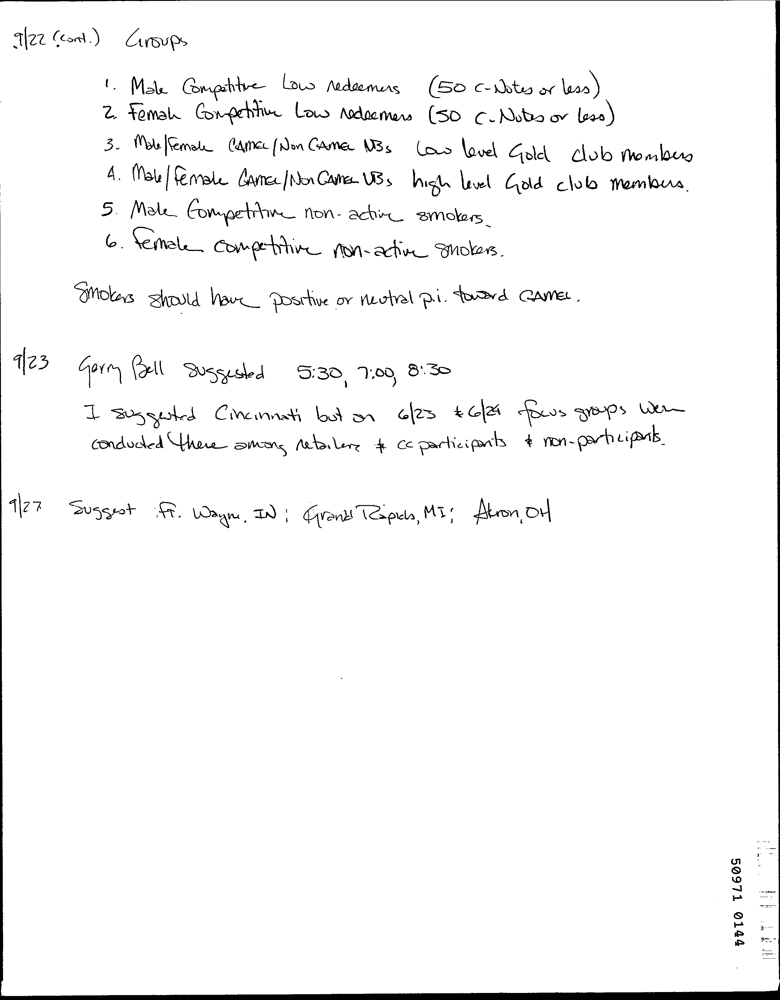 9/22 (cont.) Groups
1. Male Competitive Low redeemers (50 C-Notes or less)
2. Female Competitive Low redeemers (50 C-Notes or less)
3. Male/Female CAMEL/Non CAMEL UBs low level Gold club members
4. Male/Female CAMEL/Non CAMEL UBs high level Gold club members.
5. Male Competitive non-active smokers.
6. Female competitive non-active smokers.
Smokers should have positive or neutral p.i. toward CAMEL.
9/23 Gerry Bell suggested 5:30, 7:00, 8:30
I suggested Cincinnati but on 6/23 & 6/24 focus groups were
conducted there among retailers & cc participants & non-participants.
9/27 Suggest Ft. Wayne, IN; Grand Rapids, MI; Akron, OH
50971 0144